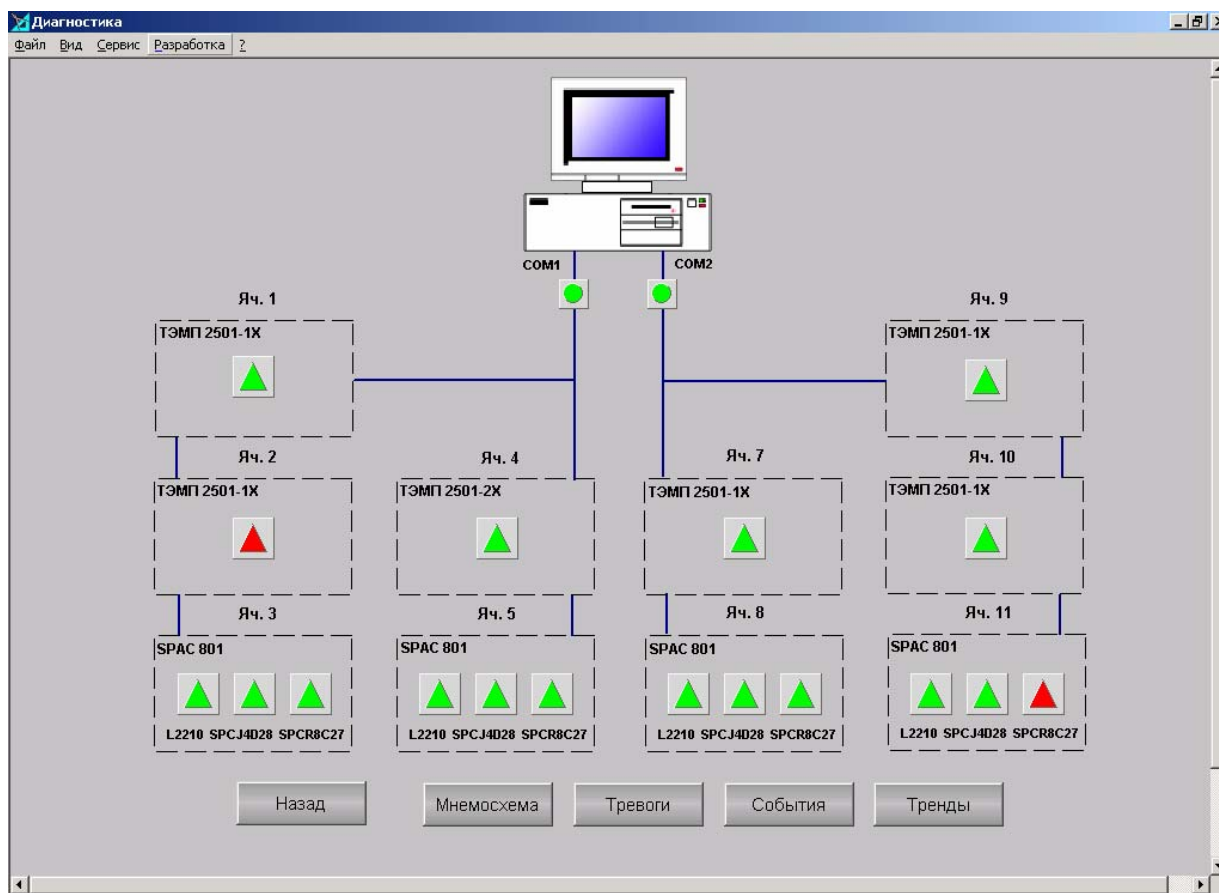 Диагностика
Файл Вид Сервис Разработка ?
COM1 COM2
Яч. 1 Яч. 9
ТЭМП 2501-1Х ТЭМП 2501-1Х
Яч. 2 Яч. 4 Яч. 7 Яч. 10
ТЭМП 2501-1Х ТЭМП 2501-2Х ТЭМП 2501-1Х ТЭМП 2501-1Х
Яч. 3 Яч. 5 Яч. 8 Яч. 11
SPAC 801 SPAC 801 SPAC 801 SPAC 801
L2210 SPCJ4D28 SPCR8C27 L2210 SPCJ4D28 SPCR8C27 L2210 SPCJ4D28 SPCR8C27 L2210 SPCJ4D28 SPCR8C27
Назад Мнемосхема Тревоги События Тренды